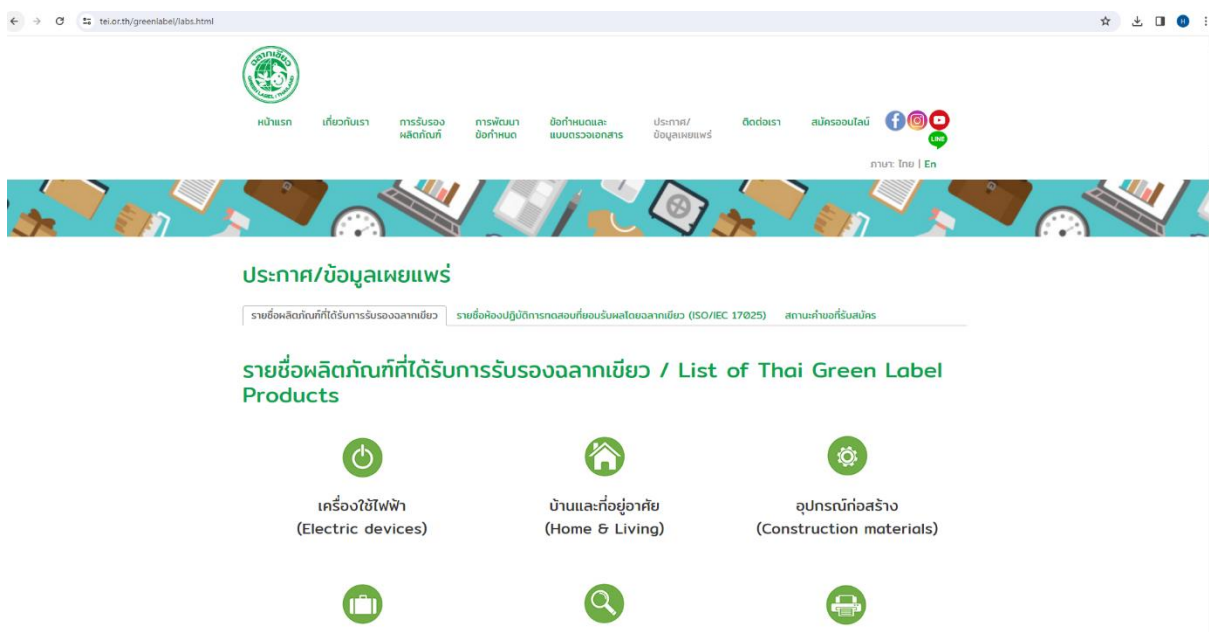 tei.or.th/greenlabel/labs.html
H
ฉลากเขียว
GREEN LABEL : THAILAND
หน้าแรก เกี่ยวกับเรา การรับรองผลิตภัณฑ์ การพัฒนาข้อกำหนด ข้อกำหนดและแบบตรวจเอกสาร ประกาศ/ข้อมูลเผยแพร่ ติดต่อเรา สมัครออนไลน์
LINE
ภาษา: ไทย | En
ประกาศ/ข้อมูลเผยแพร่
รายชื่อผลิตภัณฑ์ที่ได้รับการรับรองฉลากเขียว รายชื่อห้องปฏิบัติการทดสอบที่ยอมรับผลโดยฉลากเขียว (ISO/IEC 17025) สถานะคำขอที่รับสมัคร
รายชื่อผลิตภัณฑ์ที่ได้รับการรับรองฉลากเขียว / List of Thai Green Label
Products
เครื่องใช้ไฟฟ้า
(Electric devices)
บ้านและที่อยู่อาศัย
(Home & Living)
อุปกรณ์ก่อสร้าง
(Construction materials)